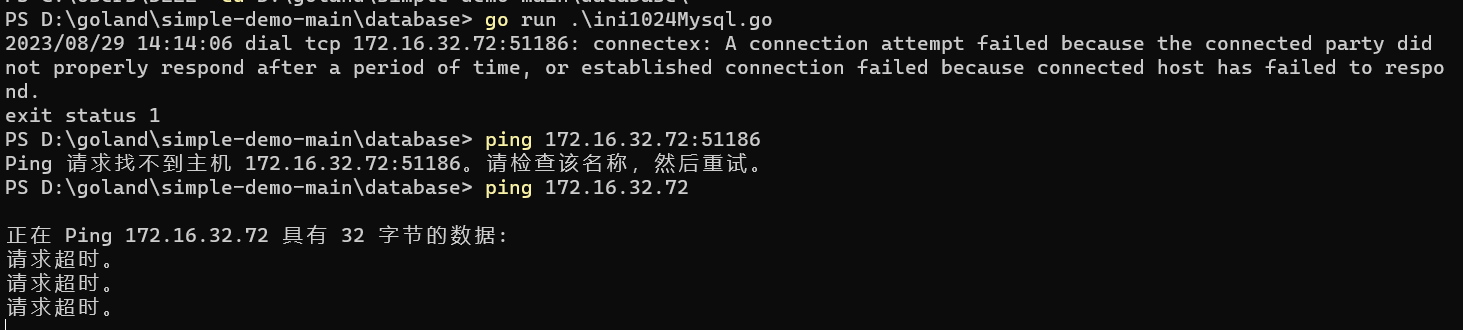 PS D:\goland\simple-demo-main\database> go run .\ini1024Mysql.go
2023/08/29 14:14:06 dial tcp 172.16.32.72:51186: connectex: A connection attempt failed because the connected party did
not properly respond after a period of time, or established connection failed because connected host has failed to respo
nd.
exit status 1
PS D:\goland\simple-demo-main\database> ping 172.16.32.72:51186
Ping 请求找不到主机 172.16.32.72:51186。请检查该名称，然后重试。
PS D:\goland\simple-demo-main\database> ping 172.16.32.72
正在 Ping 172.16.32.72 具有 32 字节的数据:
请求超时。
请求超时。
请求超时。